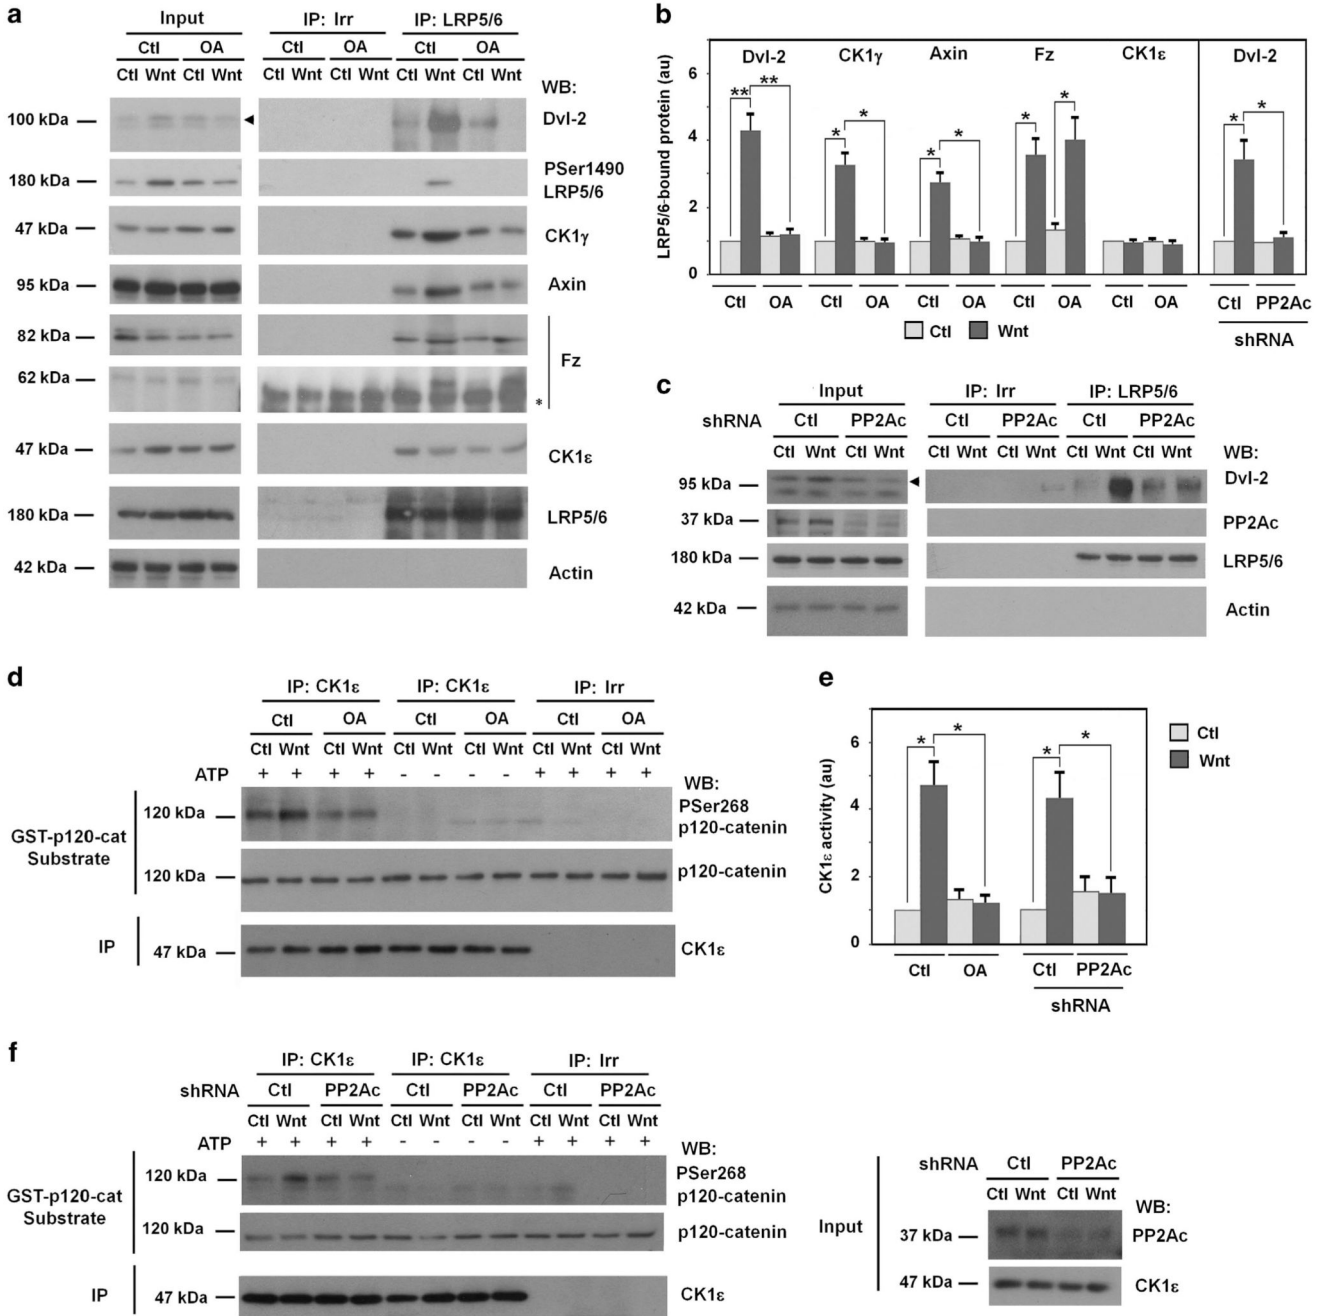 a
Input IP: Irr IP: LRP5/6
Ctl OA Ctl OA Ctl OA
Ctl Wnt Ctl Wnt Ctl Wnt Ctl Wnt Ctl Wnt Ctl Wnt
WB:
100 kDa Dvl-2
180 kDa PSer1490
LRP5/6
47 kDa CK1γ
95 kDa Axin
82 kDa
Fz
62 kDa
*
47 kDa CK1ε
180 kDa LRP5/6
42 kDa Actin
b
LRP5/6-bound protein (au)
6
4
2
0
Dvl-2 CK1γ Axin Fz CK1ε Dvl-2
** **
* *
* *
* *
* *
Ctl OA Ctl OA Ctl OA Ctl OA Ctl OA Ctl PP2Ac
shRNA
Ctl Wnt
c
Input IP: Irr IP: LRP5/6
shRNA Ctl PP2Ac Ctl PP2Ac Ctl PP2Ac
Ctl Wnt Ctl Wnt Ctl Wnt Ctl Wnt Ctl Wnt Ctl Wnt
WB:
95 kDa Dvl-2
37 kDa PP2Ac
180 kDa LRP5/6
42 kDa Actin
d
IP: CK1ε IP: CK1ε IP: Irr
Ctl OA Ctl OA Ctl OA
Ctl Wnt Ctl Wnt Ctl Wnt Ctl Wnt Ctl Wnt Ctl Wnt
ATP + + + + - - - - + + + +
WB:
GST-p120-cat
Substrate
120 kDa PSer268
p120-catenin
120 kDa p120-catenin
IP 47 kDa CK1ε
e
CK1ε activity (au)
6
4
2
0
* *
* *
Ctl OA Ctl PP2Ac
shRNA
Ctl
Wnt
f
IP: CK1ε IP: CK1ε IP: Irr
shRNA Ctl PP2Ac Ctl PP2Ac Ctl PP2Ac
Ctl Wnt Ctl Wnt Ctl Wnt Ctl Wnt Ctl Wnt Ctl Wnt
ATP + + + + - - - - + + + +
WB:
GST-p120-cat
Substrate
120 kDa PSer268
p120-catenin
120 kDa p120-catenin
IP 47 kDa CK1ε
Input
shRNA Ctl PP2Ac
Ctl Wnt Ctl Wnt
WB:
37 kDa PP2Ac
47 kDa CK1ε